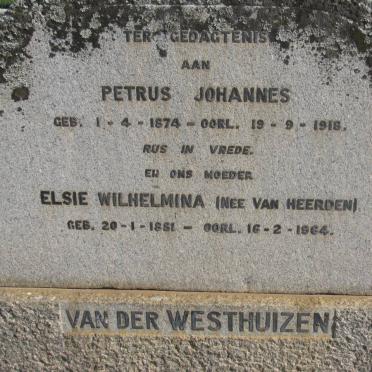 TER GEDAGTENIS
AAN
PETRUS JOHANNES
GEB. 1-4-1874 - OORL. 19-9-1918.
RUS IN VREDE.
EN ONS MOEDER
ELSIE WILHELMINA (NEE VAN HEERDEN)
GEB. 20-1-1881 - OORL. 16-2-1964.
VAN DER WESTHUIZEN